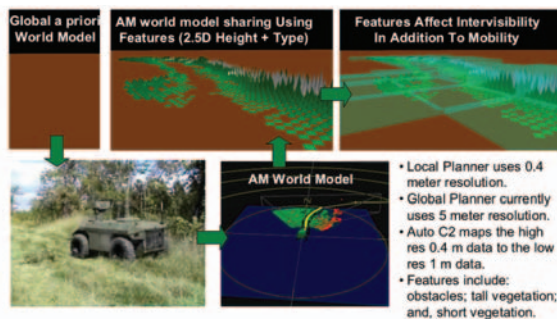 Global a priori
World Model
AM world model sharing Using
Features (2.5D Height + Type)
Features Affect Intervisibility
In Addition To Mobility
AM World Model
• Local Planner uses 0.4
meter resolution.
• Global Planner currently
uses 5 meter resolution.
• Auto C2 maps the high
res 0.4 m data to the low
res 1 m data.
• Features include:
obstacles; tall vegetation;
and, short vegetation.